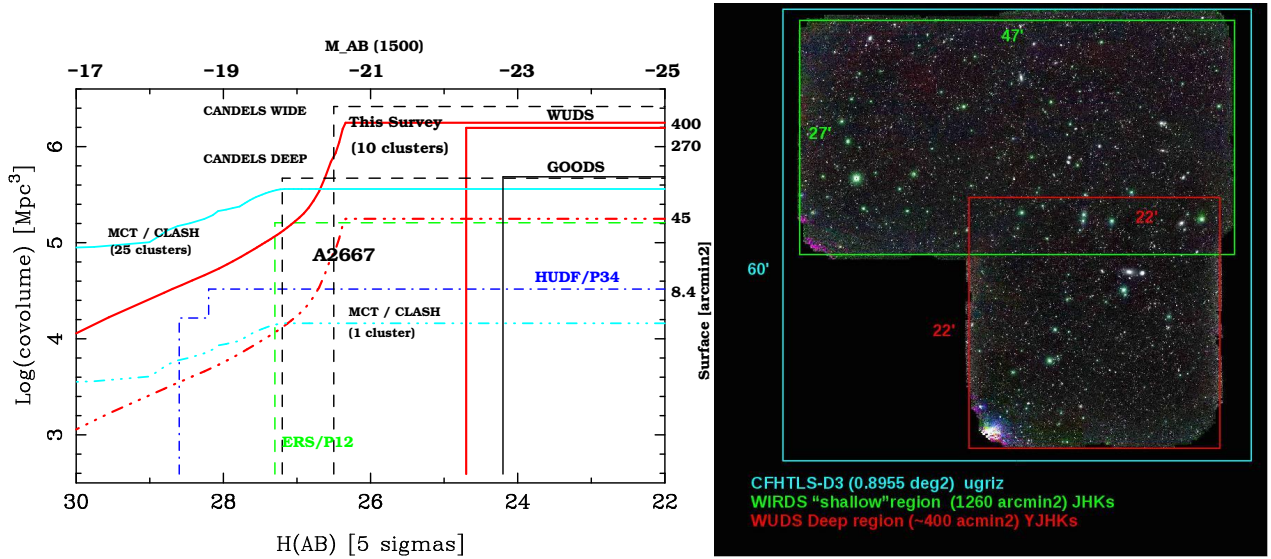 M_AB (1500)
−17 −19 −21 −23 −25
CANDELS WIDE
This Survey
(10 clusters)
WUDS
400
270
CANDELS DEEP
GOODS
MCT / CLASH
(25 clusters)
45
A2667
HUDF/P34
8.4
MCT / CLASH
(1 cluster)
ERS/P12
6
5
4
3
Log(covolume) [Mpc3]
Surface [arcmin2]
30 28 26 24 22
H(AB) [5 sigmas]
47'
27'
22'
60'
22'
CFHTLS-D3 (0.8955 deg2) ugriz
WIRDS “shallow”region (1260 arcmin2) JHKs
WUDS Deep region (~400 acmin2) YJHKs